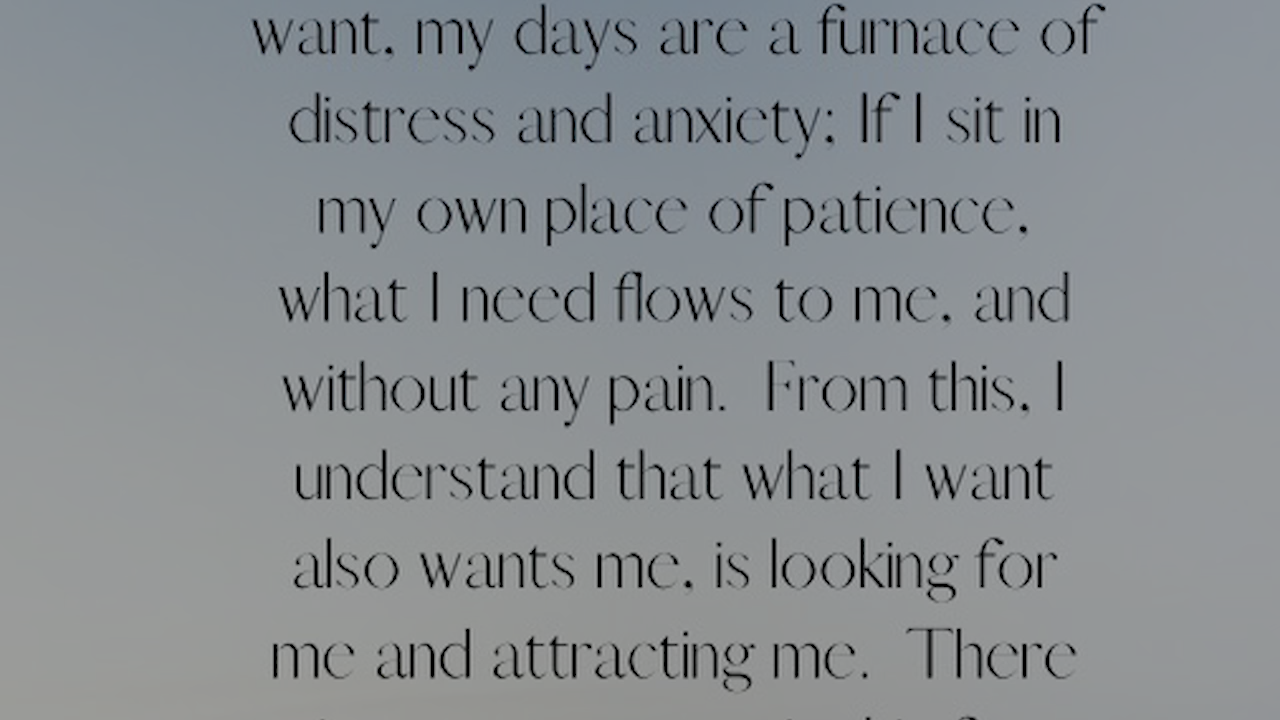 want, my days are a furnace of
distress and anxiety; If I sit in
my own place of patience,
what I need flows to me, and
without any pain.  From this, I
understand that what I want
also wants me, is looking for
me and attracting me.  There